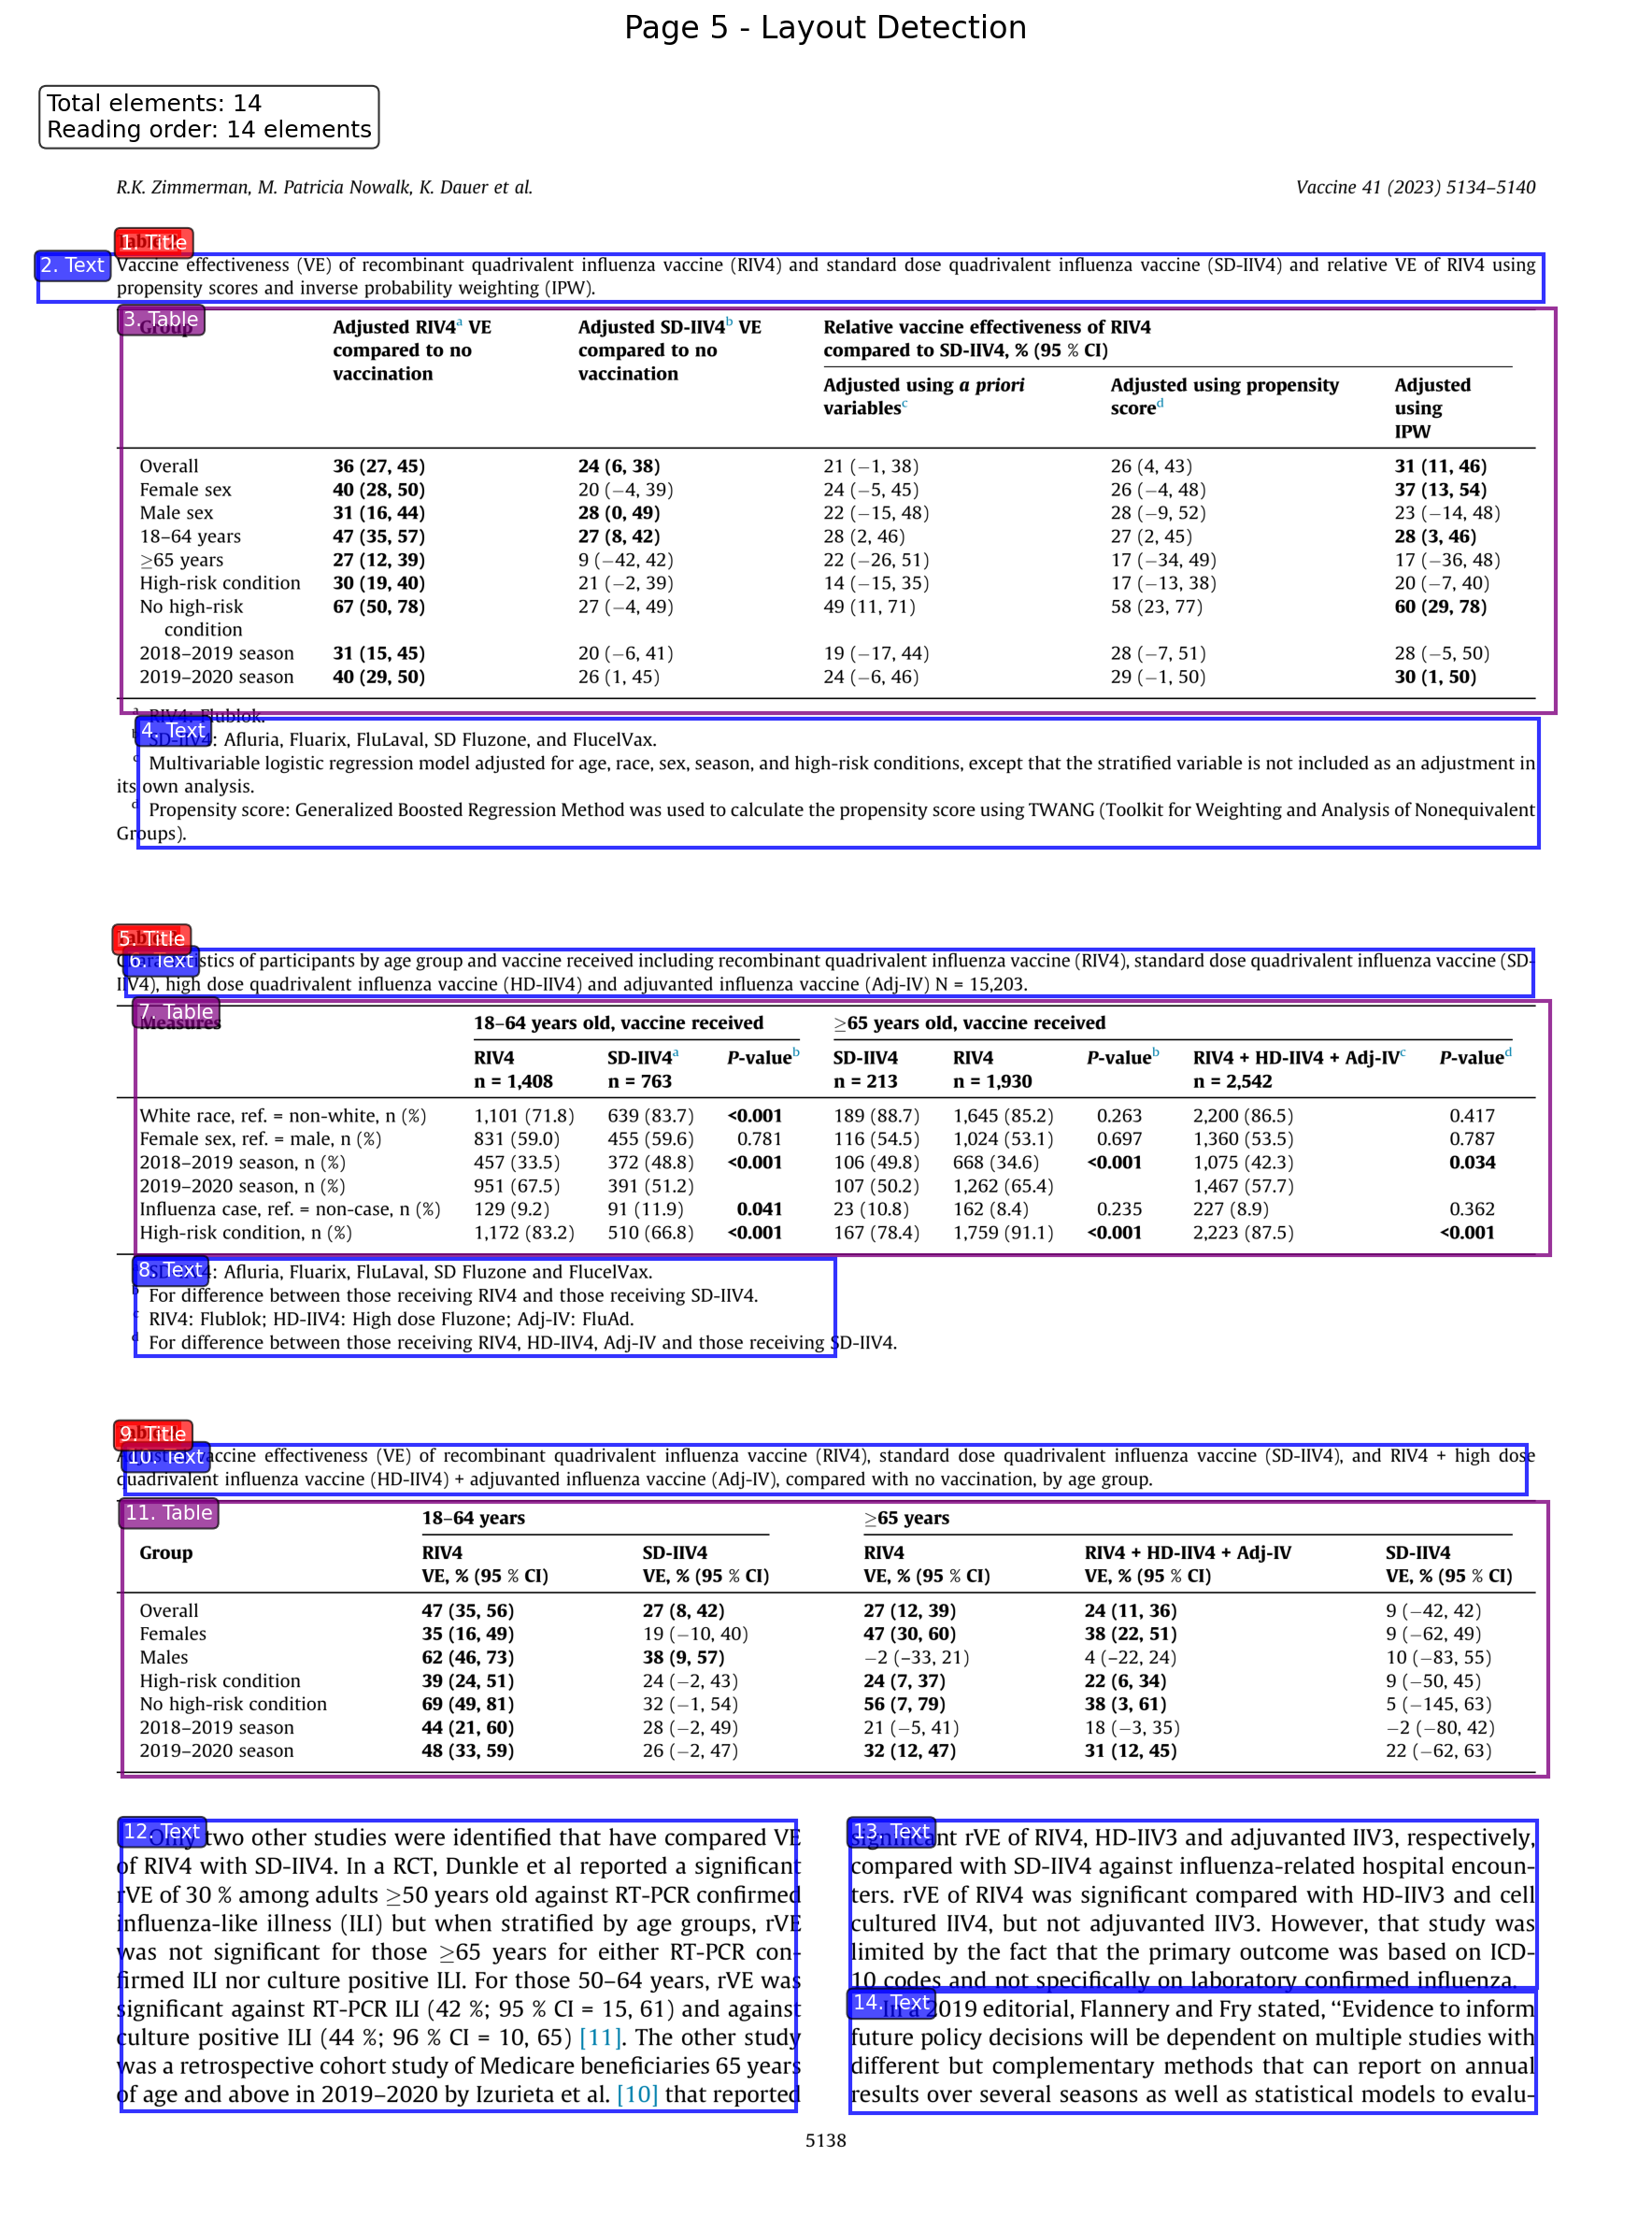 Page 5 - Layout Detection
Total elements: 14
Reading order: 14 elements
R.K. Zimmerman, M. Patricia Nowalk, K. Dauer et al.
Vaccine 41 (2023) 5134–5140
1. Title
2. Text
Vaccine effectiveness (VE) of recombinant quadrivalent influenza vaccine (RIV4) and standard dose quadrivalent influenza vaccine (SD-IIV4) and relative VE of RIV4 using
propensity scores and inverse probability weighting (IPW).
3. Table
Group Adjusted RIV4a VE compared to no vaccination Adjusted SD-IIV4b VE compared to no vaccination Relative vaccine effectiveness of RIV4 compared to SD-IIV4, % (95 % CI)
Adjusted using a priori variablesc Adjusted using propensity scored Adjusted using IPW
Overall 36 (27, 45) 24 (6, 38) 21 (−1, 38) 26 (4, 43) 31 (11, 46)
Female sex 40 (28, 50) 20 (−4, 39) 24 (−5, 45) 26 (−4, 48) 37 (13, 54)
Male sex 31 (16, 44) 28 (0, 49) 22 (−15, 48) 28 (−9, 52) 23 (−14, 48)
18–64 years 47 (35, 57) 27 (8, 42) 28 (2, 46) 27 (2, 45) 28 (3, 46)
≥65 years 27 (12, 39) 9 (−42, 42) 22 (−26, 51) 17 (−34, 49) 17 (−36, 48)
High-risk condition 30 (19, 40) 21 (−2, 39) 14 (−15, 35) 17 (−13, 38) 20 (−7, 40)
No high-risk condition 67 (50, 78) 27 (−4, 49) 49 (11, 71) 58 (23, 77) 60 (29, 78)
2018–2019 season 31 (15, 45) 20 (−6, 41) 19 (−17, 44) 28 (−7, 51) 28 (−5, 50)
2019–2020 season 40 (29, 50) 26 (1, 45) 24 (−6, 46) 29 (−1, 50) 30 (1, 50)
a RIV4: Flublok.
4. Text
b SD-IIV4: Afluria, Fluarix, FluLaval, SD Fluzone, and FlucelVax.
c Multivariable logistic regression model adjusted for age, race, sex, season, and high-risk conditions, except that the stratified variable is not included as an adjustment in
its own analysis.
d Propensity score: Generalized Boosted Regression Method was used to calculate the propensity score using TWANG (Toolkit for Weighting and Analysis of Nonequivalent
Groups).
5. Title
6. Text
Characteristics of participants by age group and vaccine received including recombinant quadrivalent influenza vaccine (RIV4), standard dose quadrivalent influenza vaccine (SD-
IIV4), high dose quadrivalent influenza vaccine (HD-IIV4) and adjuvanted influenza vaccine (Adj-IV) N = 15,203.
7. Table
Measures 18–64 years old, vaccine received ≥65 years old, vaccine received
RIV4 n = 1,408 SD-IIV4a n = 763 P-valueb SD-IIV4 n = 213 RIV4 n = 1,930 P-valueb RIV4 + HD-IIV4 + Adj-IVc n = 2,542 P-valued
White race, ref. = non-white, n (%) 1,101 (71.8) 639 (83.7) <0.001 189 (88.7) 1,645 (85.2) 0.263 2,200 (86.5) 0.417
Female sex, ref. = male, n (%) 831 (59.0) 455 (59.6) 0.781 116 (54.5) 1,024 (53.1) 0.697 1,360 (53.5) 0.787
2018–2019 season, n (%) 457 (33.5) 372 (48.8) <0.001 106 (49.8) 668 (34.6) <0.001 1,075 (42.3) 0.034
2019–2020 season, n (%) 951 (67.5) 391 (51.2) 107 (50.2) 1,262 (65.4) 1,467 (57.7)
Influenza case, ref. = non-case, n (%) 129 (9.2) 91 (11.9) 0.041 23 (10.8) 162 (8.4) 0.235 227 (8.9) 0.362
High-risk condition, n (%) 1,172 (83.2) 510 (66.8) <0.001 167 (78.4) 1,759 (91.1) <0.001 2,223 (87.5) <0.001
8. Text
SD-IIV4: Afluria, Fluarix, FluLaval, SD Fluzone and FlucelVax.
b For difference between those receiving RIV4 and those receiving SD-IIV4.
c RIV4: Flublok; HD-IIV4: High dose Fluzone; Adj-IV: FluAd.
d For difference between those receiving RIV4, HD-IIV4, Adj-IV and those receiving SD-IIV4.
9. Title
10. Text
Adjusted vaccine effectiveness (VE) of recombinant quadrivalent influenza vaccine (RIV4), standard dose quadrivalent influenza vaccine (SD-IIV4), and RIV4 + high dose
quadrivalent influenza vaccine (HD-IIV4) + adjuvanted influenza vaccine (Adj-IV), compared with no vaccination, by age group.
11. Table
18–64 years ≥65 years
Group RIV4 SD-IIV4 RIV4 RIV4 + HD-IIV4 + Adj-IV SD-IIV4
VE, % (95 % CI) VE, % (95 % CI) VE, % (95 % CI) VE, % (95 % CI) VE, % (95 % CI)
Overall 47 (35, 56) 27 (8, 42) 27 (12, 39) 24 (11, 36) 9 (−42, 42)
Females 35 (16, 49) 19 (−10, 40) 47 (30, 60) 38 (22, 51) 9 (−62, 49)
Males 62 (46, 73) 38 (9, 57) −2 (–33, 21) 4 (–22, 24) 10 (−83, 55)
High-risk condition 39 (24, 51) 24 (−2, 43) 24 (7, 37) 22 (6, 34) 9 (−50, 45)
No high-risk condition 69 (49, 81) 32 (−1, 54) 56 (7, 79) 38 (3, 61) 5 (−145, 63)
2018–2019 season 44 (21, 60) 28 (−2, 49) 21 (−5, 41) 18 (−3, 35) −2 (−80, 42)
2019–2020 season 48 (33, 59) 26 (−2, 47) 32 (12, 47) 31 (12, 45) 22 (−62, 63)
12. Text
Only two other studies were identified that have compared VE
of RIV4 with SD-IIV4. In a RCT, Dunkle et al reported a significant
rVE of 30 % among adults ≥50 years old against RT-PCR confirmed
influenza-like illness (ILI) but when stratified by age groups, rVE
was not significant for those ≥65 years for either RT-PCR con-
firmed ILI nor culture positive ILI. For those 50–64 years, rVE was
significant against RT-PCR ILI (42 %; 95 % CI = 15, 61) and against
culture positive ILI (44 %; 96 % CI = 10, 65) [11]. The other study
was a retrospective cohort study of Medicare beneficiaries 65 years
of age and above in 2019–2020 by Izurieta et al. [10] that reported
13. Text
significant rVE of RIV4, HD-IIV3 and adjuvanted IIV3, respectively,
compared with SD-IIV4 against influenza-related hospital encoun-
ters. rVE of RIV4 was significant compared with HD-IIV3 and cell
cultured IIV4, but not adjuvanted IIV3. However, that study was
limited by the fact that the primary outcome was based on ICD-
10 codes and not specifically on laboratory confirmed influenza.
14. Text
In a 2019 editorial, Flannery and Fry stated, “Evidence to inform
future policy decisions will be dependent on multiple studies with
different but complementary methods that can report on annual
results over several seasons as well as statistical models to evalu-
5138